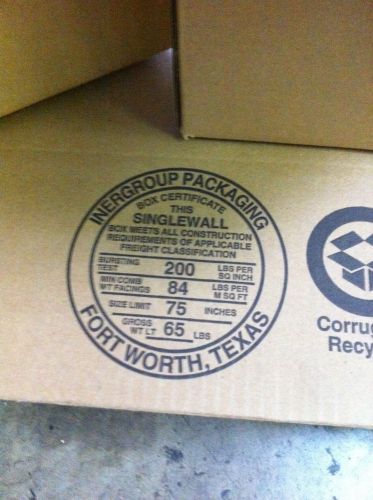 INERGROUP PACKAGING
BOX CERTIFICATE
THIS
SINGLEWALL
BOX MEETS ALL CONSTRUCTION
REQUIREMENTS OF APPLICABLE
FREIGHT CLASSIFICATION
BURSTING TEST 200 LBS PER SQ INCH
MIN COMB WT FACINGS 84 LBS PER M SQ FT
SIZE LIMIT 75 INCHES
GROSS WT LT 65 LBS
FORT WORTH, TEXAS
Corrug
Recy